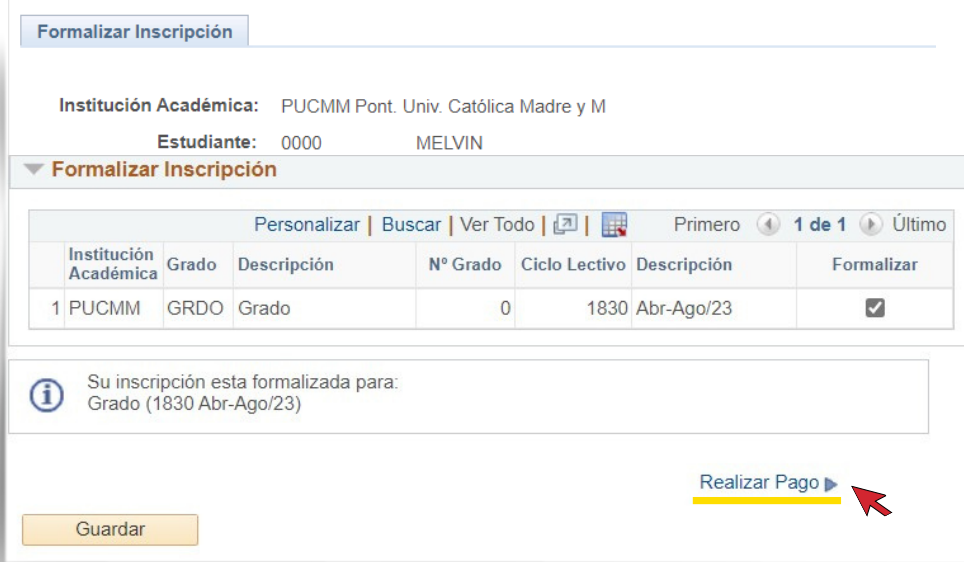 Formalizar Inscripción
Institución Académica: PUCMM Pont. Univ. Católica Madre y M
Estudiante: 0000 MELVIN
Formalizar Inscripción
Personalizar | Buscar | Ver Todo | | Primero 1 de 1 Último
Institución Académica Grado Descripción Nº Grado Ciclo Lectivo Descripción Formalizar
1 PUCMM GRDO Grado 0 1830 Abr-Ago/23
Su inscripción esta formalizada para:
Grado (1830 Abr-Ago/23)
Realizar Pago
Guardar